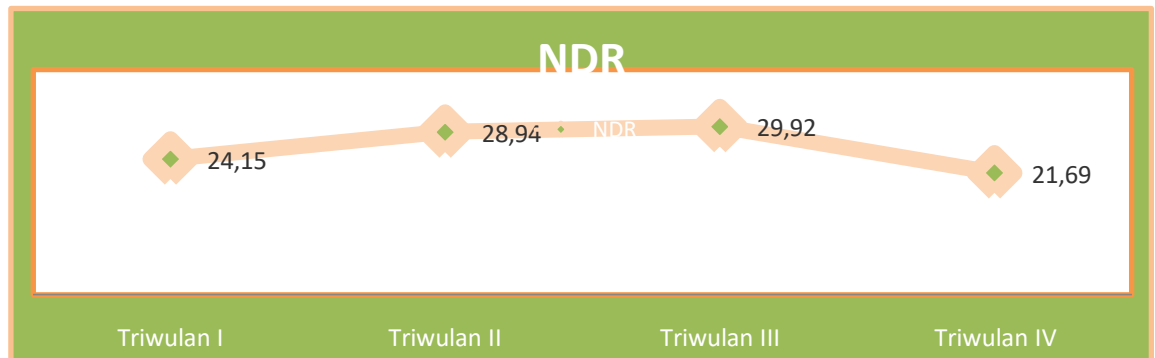 NDR
24,15
28,94
NDR
29,92
21,69
Triwulan I
Triwulan II
Triwulan III
Triwulan IV